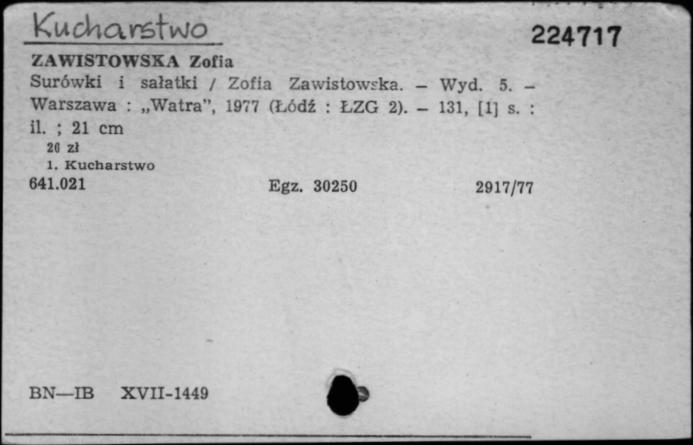 Kucharstwo
224717
ZAWISTOWSKA Zofia
Surówki i sałatki / Zofia Zawistowska. — Wyd. 5. —
Warszawa : „Watra”, 1977 (Łódź : ŁZG 2). — 131, [1] s. :
il. ; 21 cm
20 zł
1. Kucharstwo
641.021 Egz. 30250 2917/77
BN—IB XVII-1449